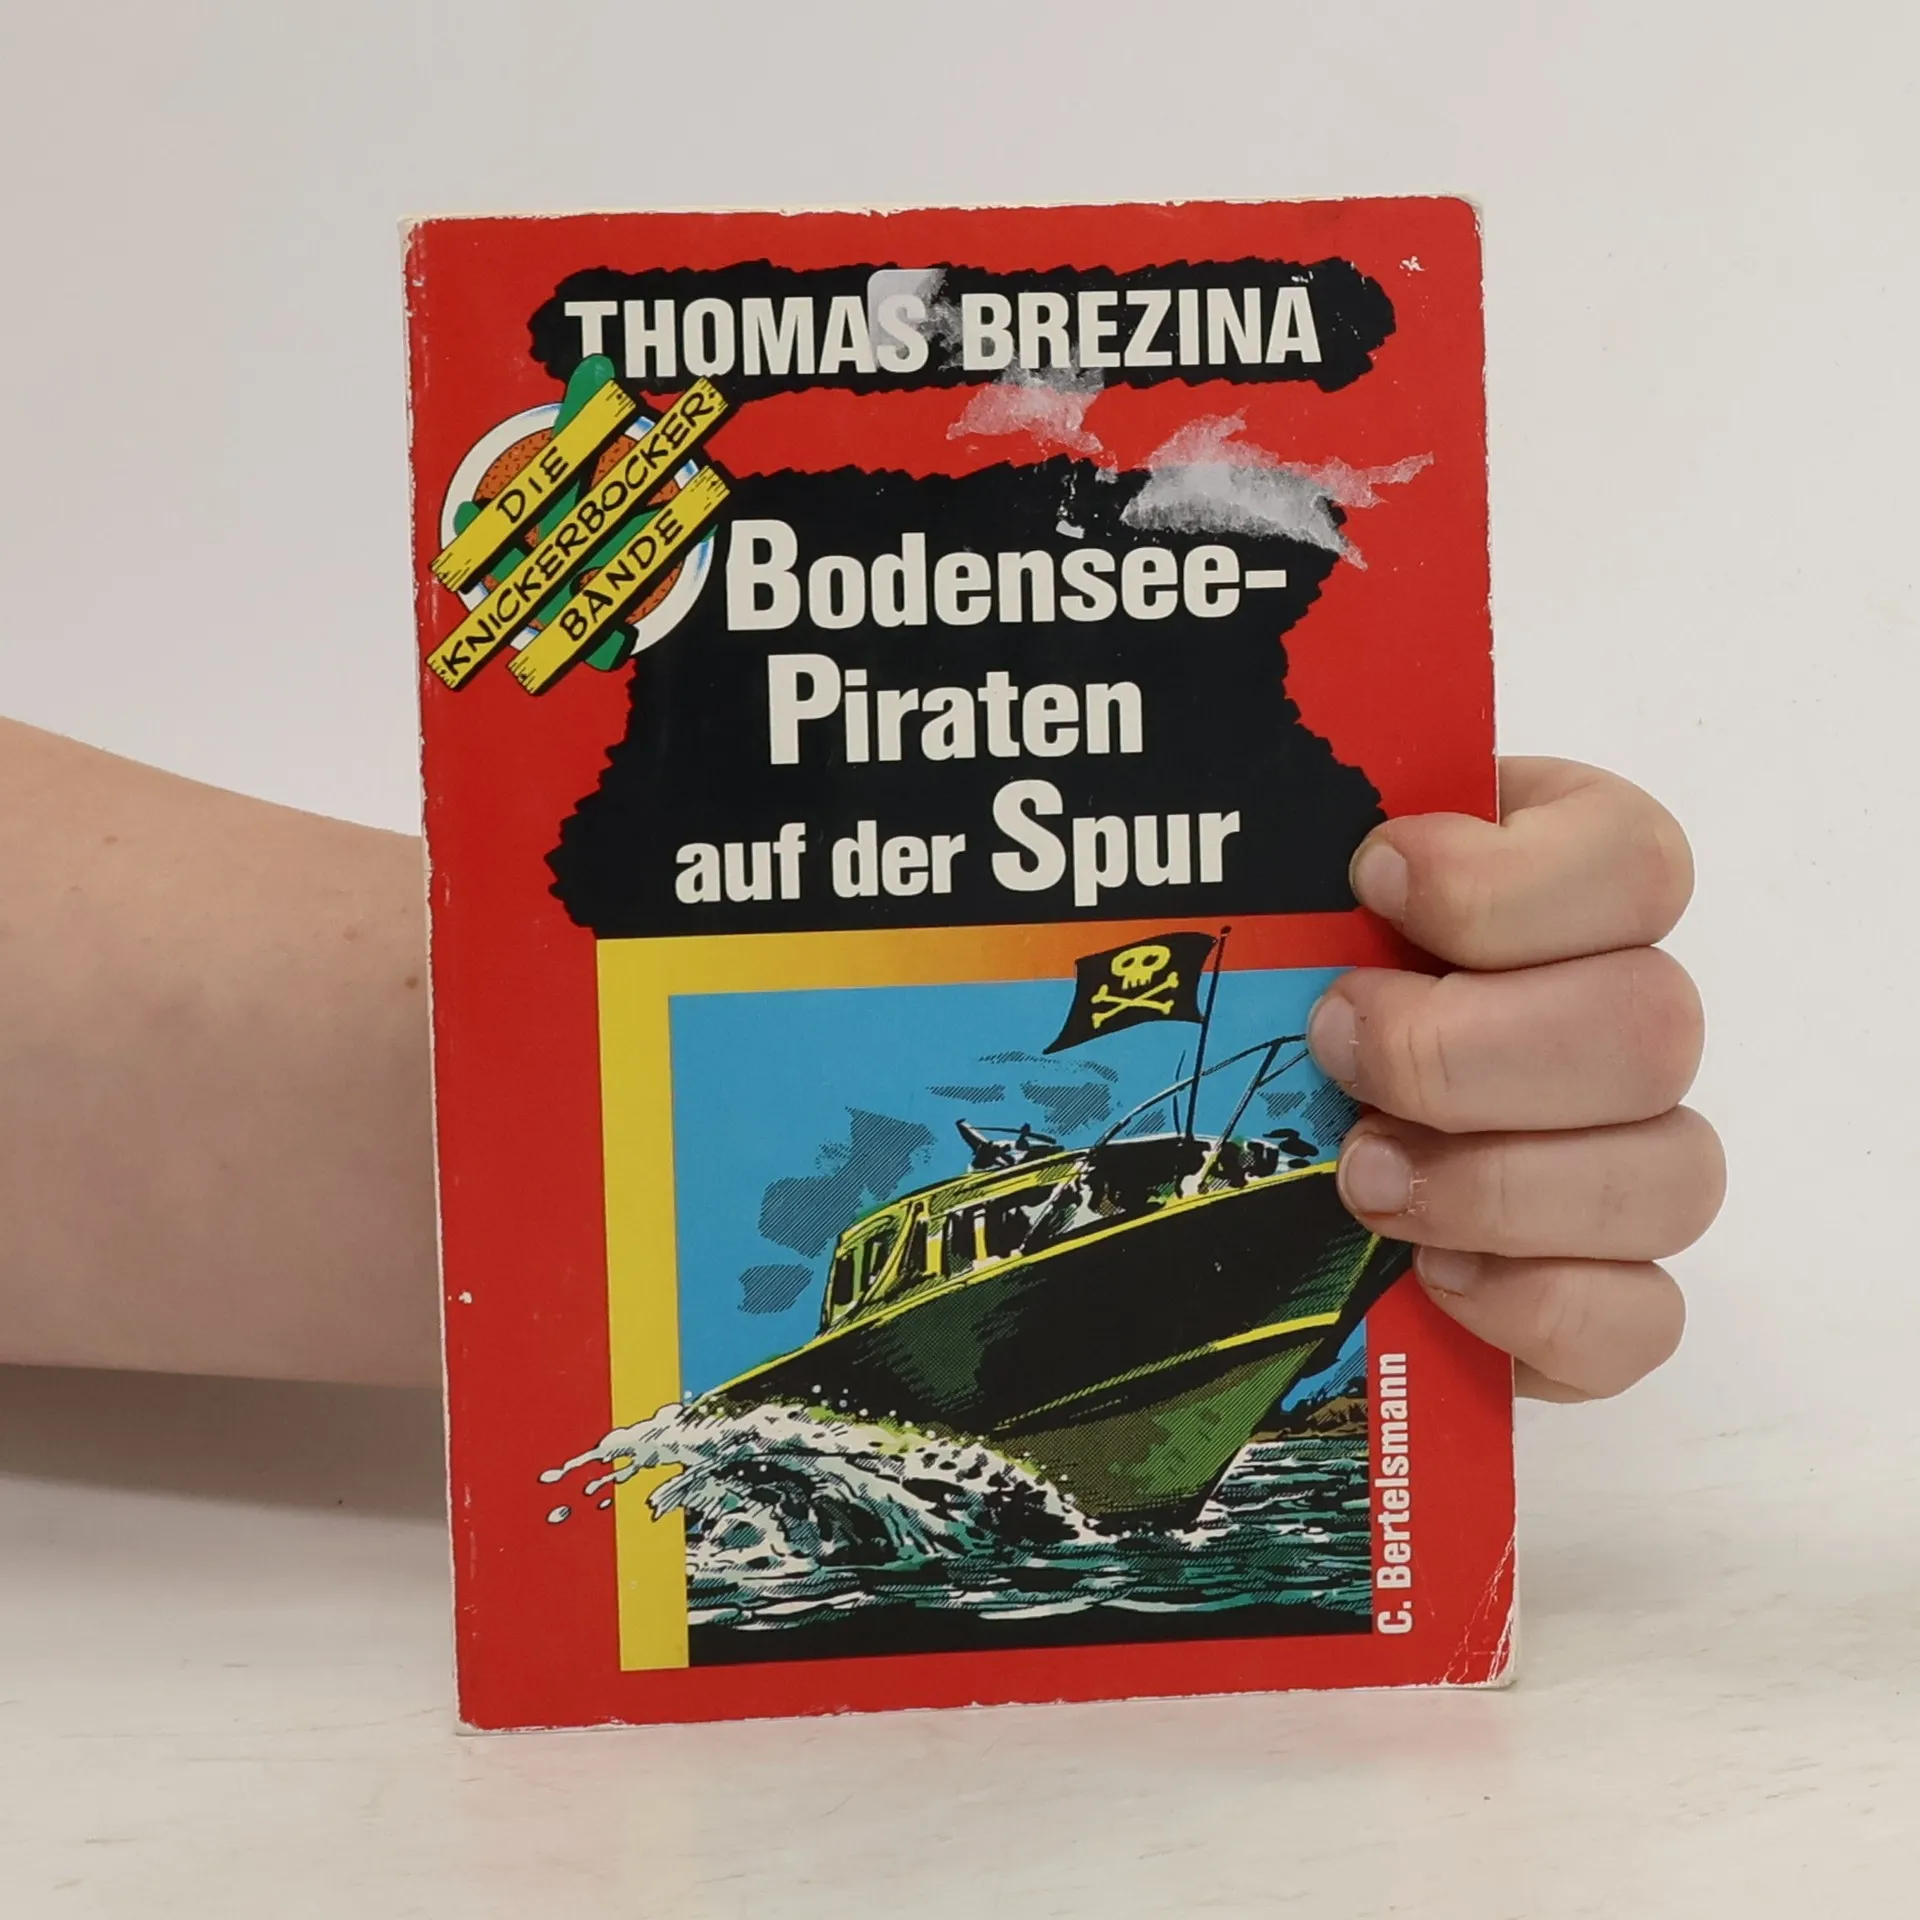 THOMAS BREZINA
DIE
KNICKERBOCKER-
BANDE
Bodensee-
Piraten
auf der Spur
C. Bertelsmann